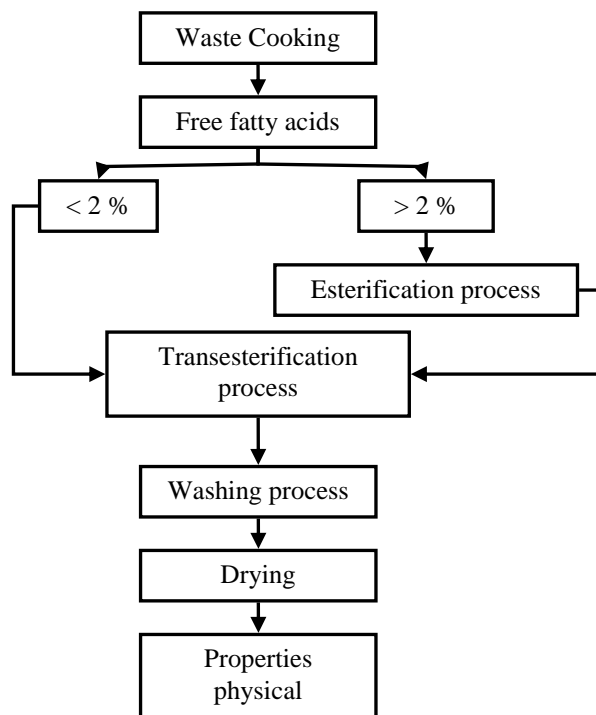 Waste Cooking
Free fatty acids
< 2 %
> 2 %
Esterification process
Transesterification
process
Washing process
Drying
Properties
physical